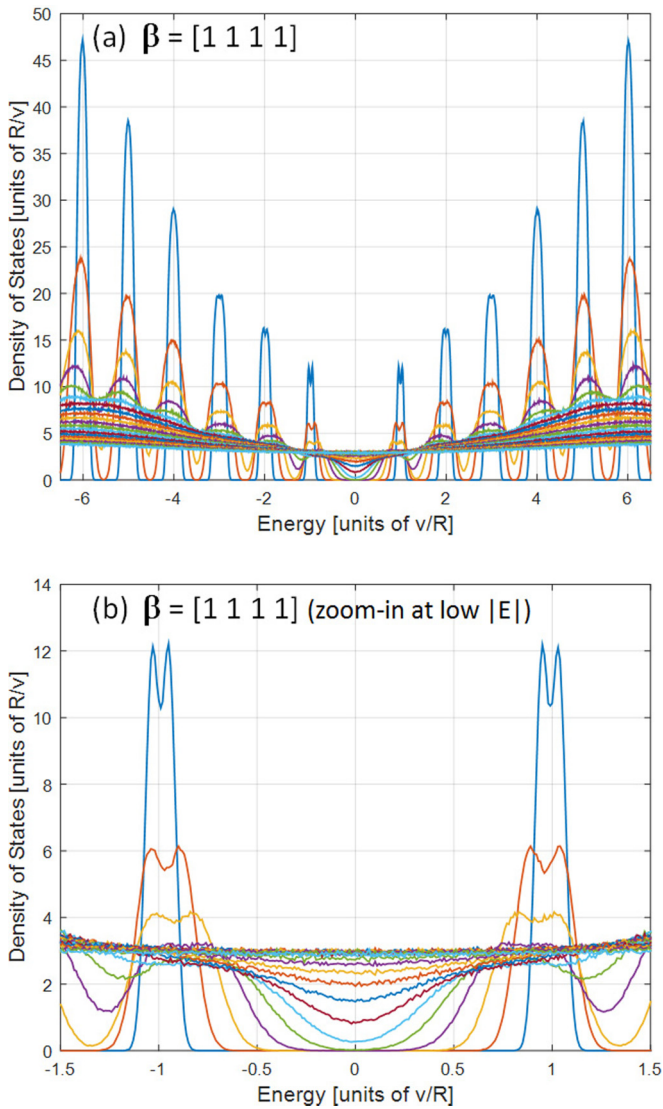 (a) β = [1 1 1 1]
Density of States [units of R/v]
50
45
40
35
30
25
20
15
10
5
0
-6 -4 -2 0 2 4 6
Energy [units of v/R]
(b) β = [1 1 1 1] (zoom-in at low |E|)
Density of States [units of R/v]
14
12
10
8
6
4
2
0
-1.5 -1 -0.5 0 0.5 1 1.5
Energy [units of v/R]